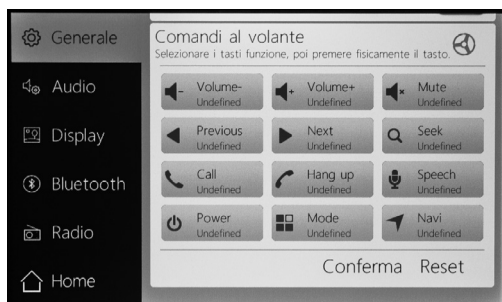 Generale
Audio
Display
Bluetooth
Radio
Home
Comandi al volante
Selezionare i tasti funzione, poi premere fisicamente il tasto.
Volume-
Undefined
Volume+
Undefined
Mute
Undefined
Previous
Undefined
Next
Undefined
Seek
Undefined
Call
Undefined
Hang up
Undefined
Speech
Undefined
Power
Undefined
Mode
Undefined
Navi
Undefined
Conferma Reset